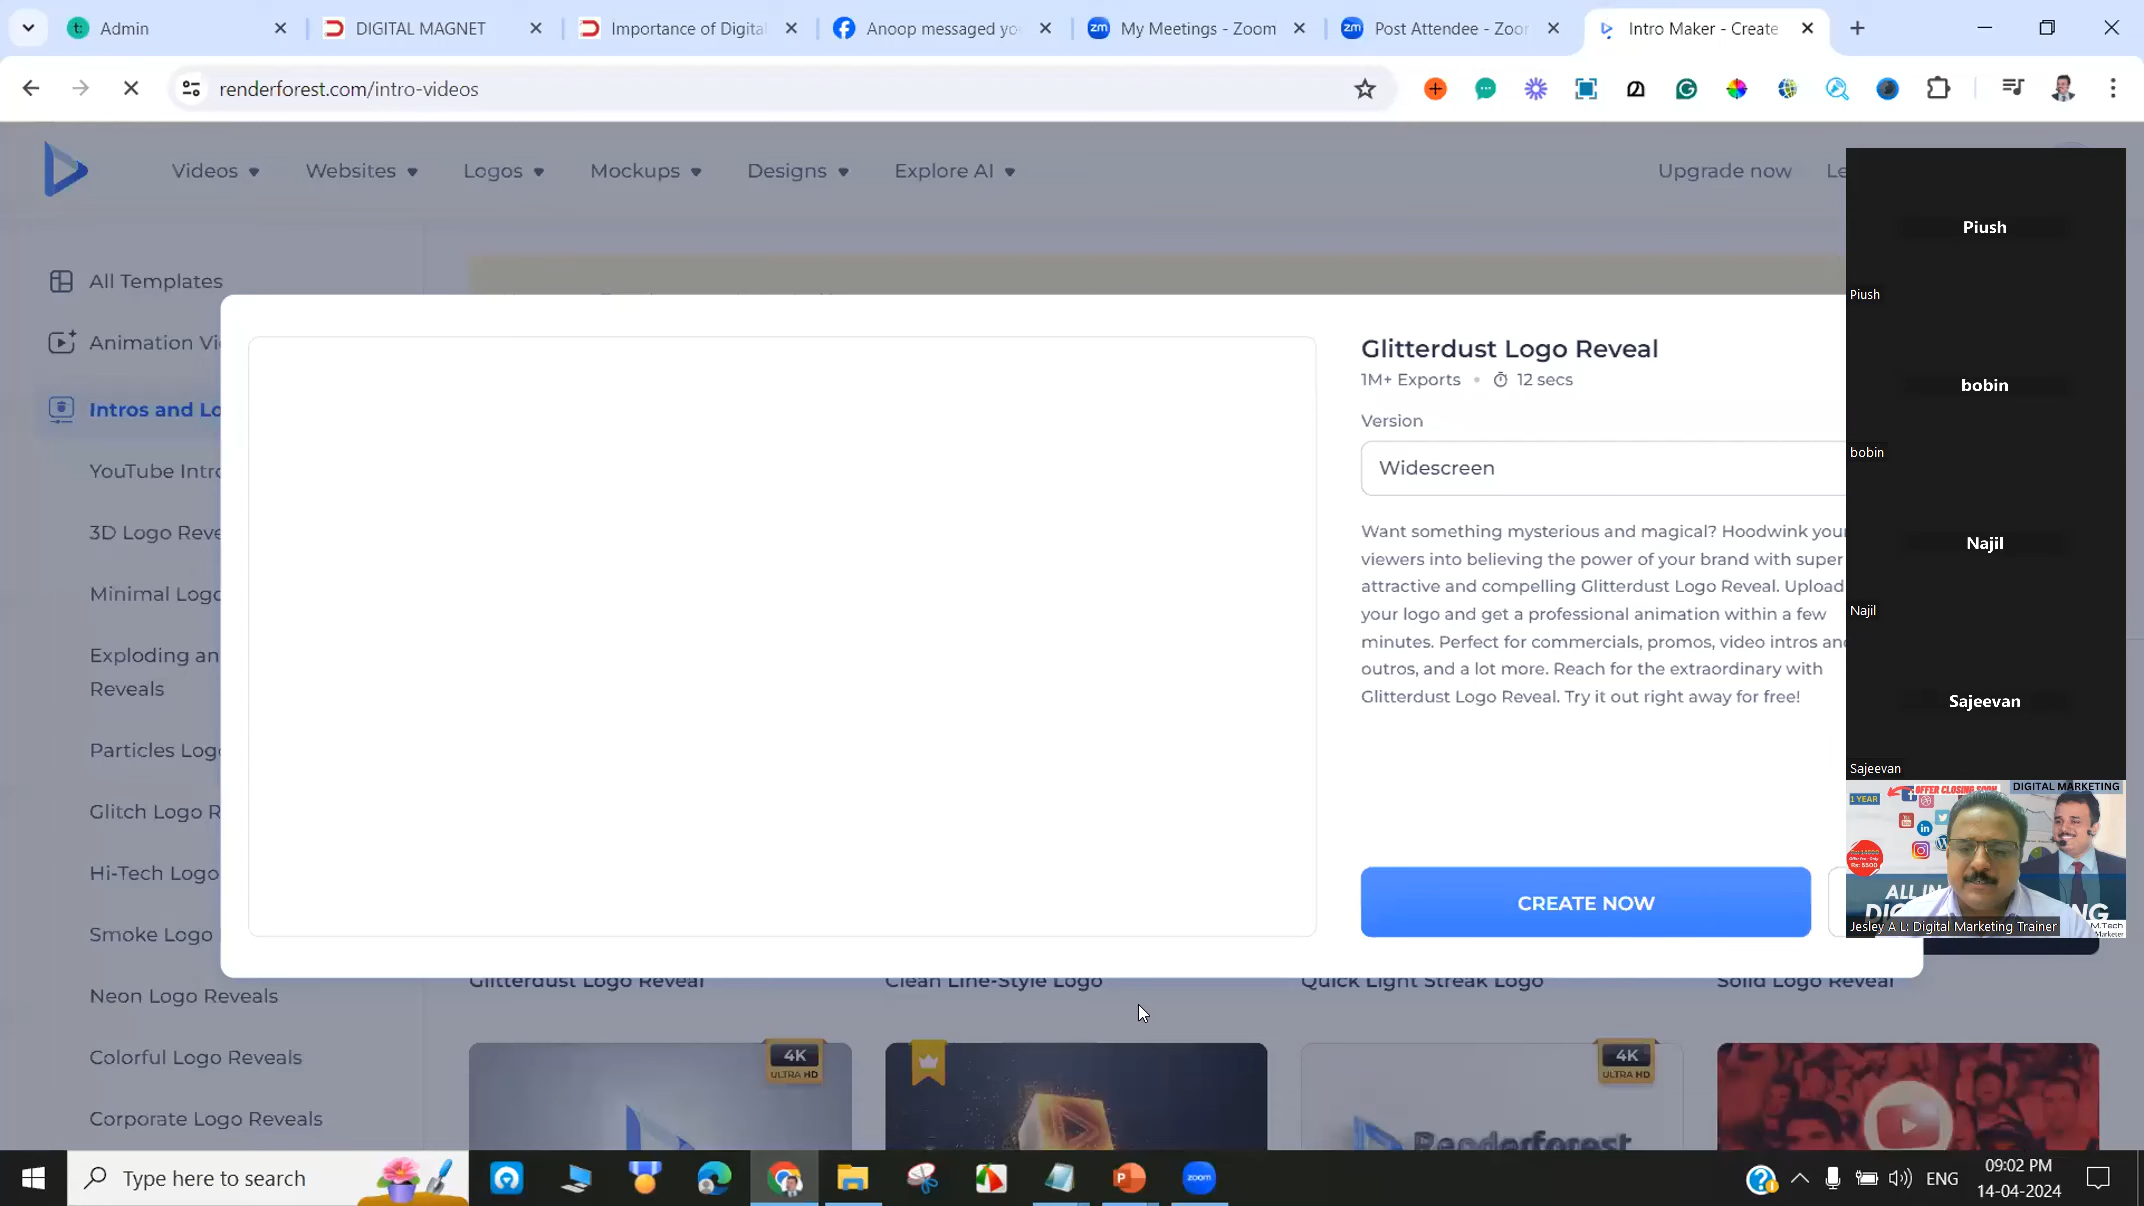 Admin
DIGITAL MAGNET
Importance of Digital
Anoop messaged yo
My Meetings - Zoom
Post Attendee - Zoor
Intro Maker - Create
renderforest.com/intro-videos
Videos
Websites
Logos
Mockups
Designs
Explore AI
Upgrade now
Le
All Templates
Animation Vi
Intros and Lo
YouTube Intr
3D Logo Reve
Minimal Logo
Exploding an
Reveals
Particles Logo
Glitch Logo R
Hi-Tech Logo
Smoke Logo
Neon Logo Reveals
Colorful Logo Reveals
Corporate Logo Reveals
Glitterdust Logo Reveal
1M+ Exports • 12 secs
Version
Widescreen
Want something mysterious and magical? Hoodwink your
viewers into believing the power of your brand with super
attractive and compelling Glitterdust Logo Reveal. Upload
your logo and get a professional animation within a few
minutes. Perfect for commercials, promos, video intros and
outros, and a lot more. Reach for the extraordinary with
Glitterdust Logo Reveal. Try it out right away for free!
CREATE NOW
Glitterdust Logo Reveal
Clean Line-Style Logo
Quick Light Streak Logo
Solid Logo Reveal
4K
ULTRA HD
4K
ULTRA HD
Renderforest
Piush
Piush
bobin
bobin
Najil
Najil
Sajeevan
Sajeevan
1 YEAR
OFFER CLOSING SOON
DIGITAL MARKETING
ALL IN
Jesley A L: Digital Marketing Trainer
M.Tech
Marketer
Type here to search
zoom
ENG
09:02 PM
14-04-2024